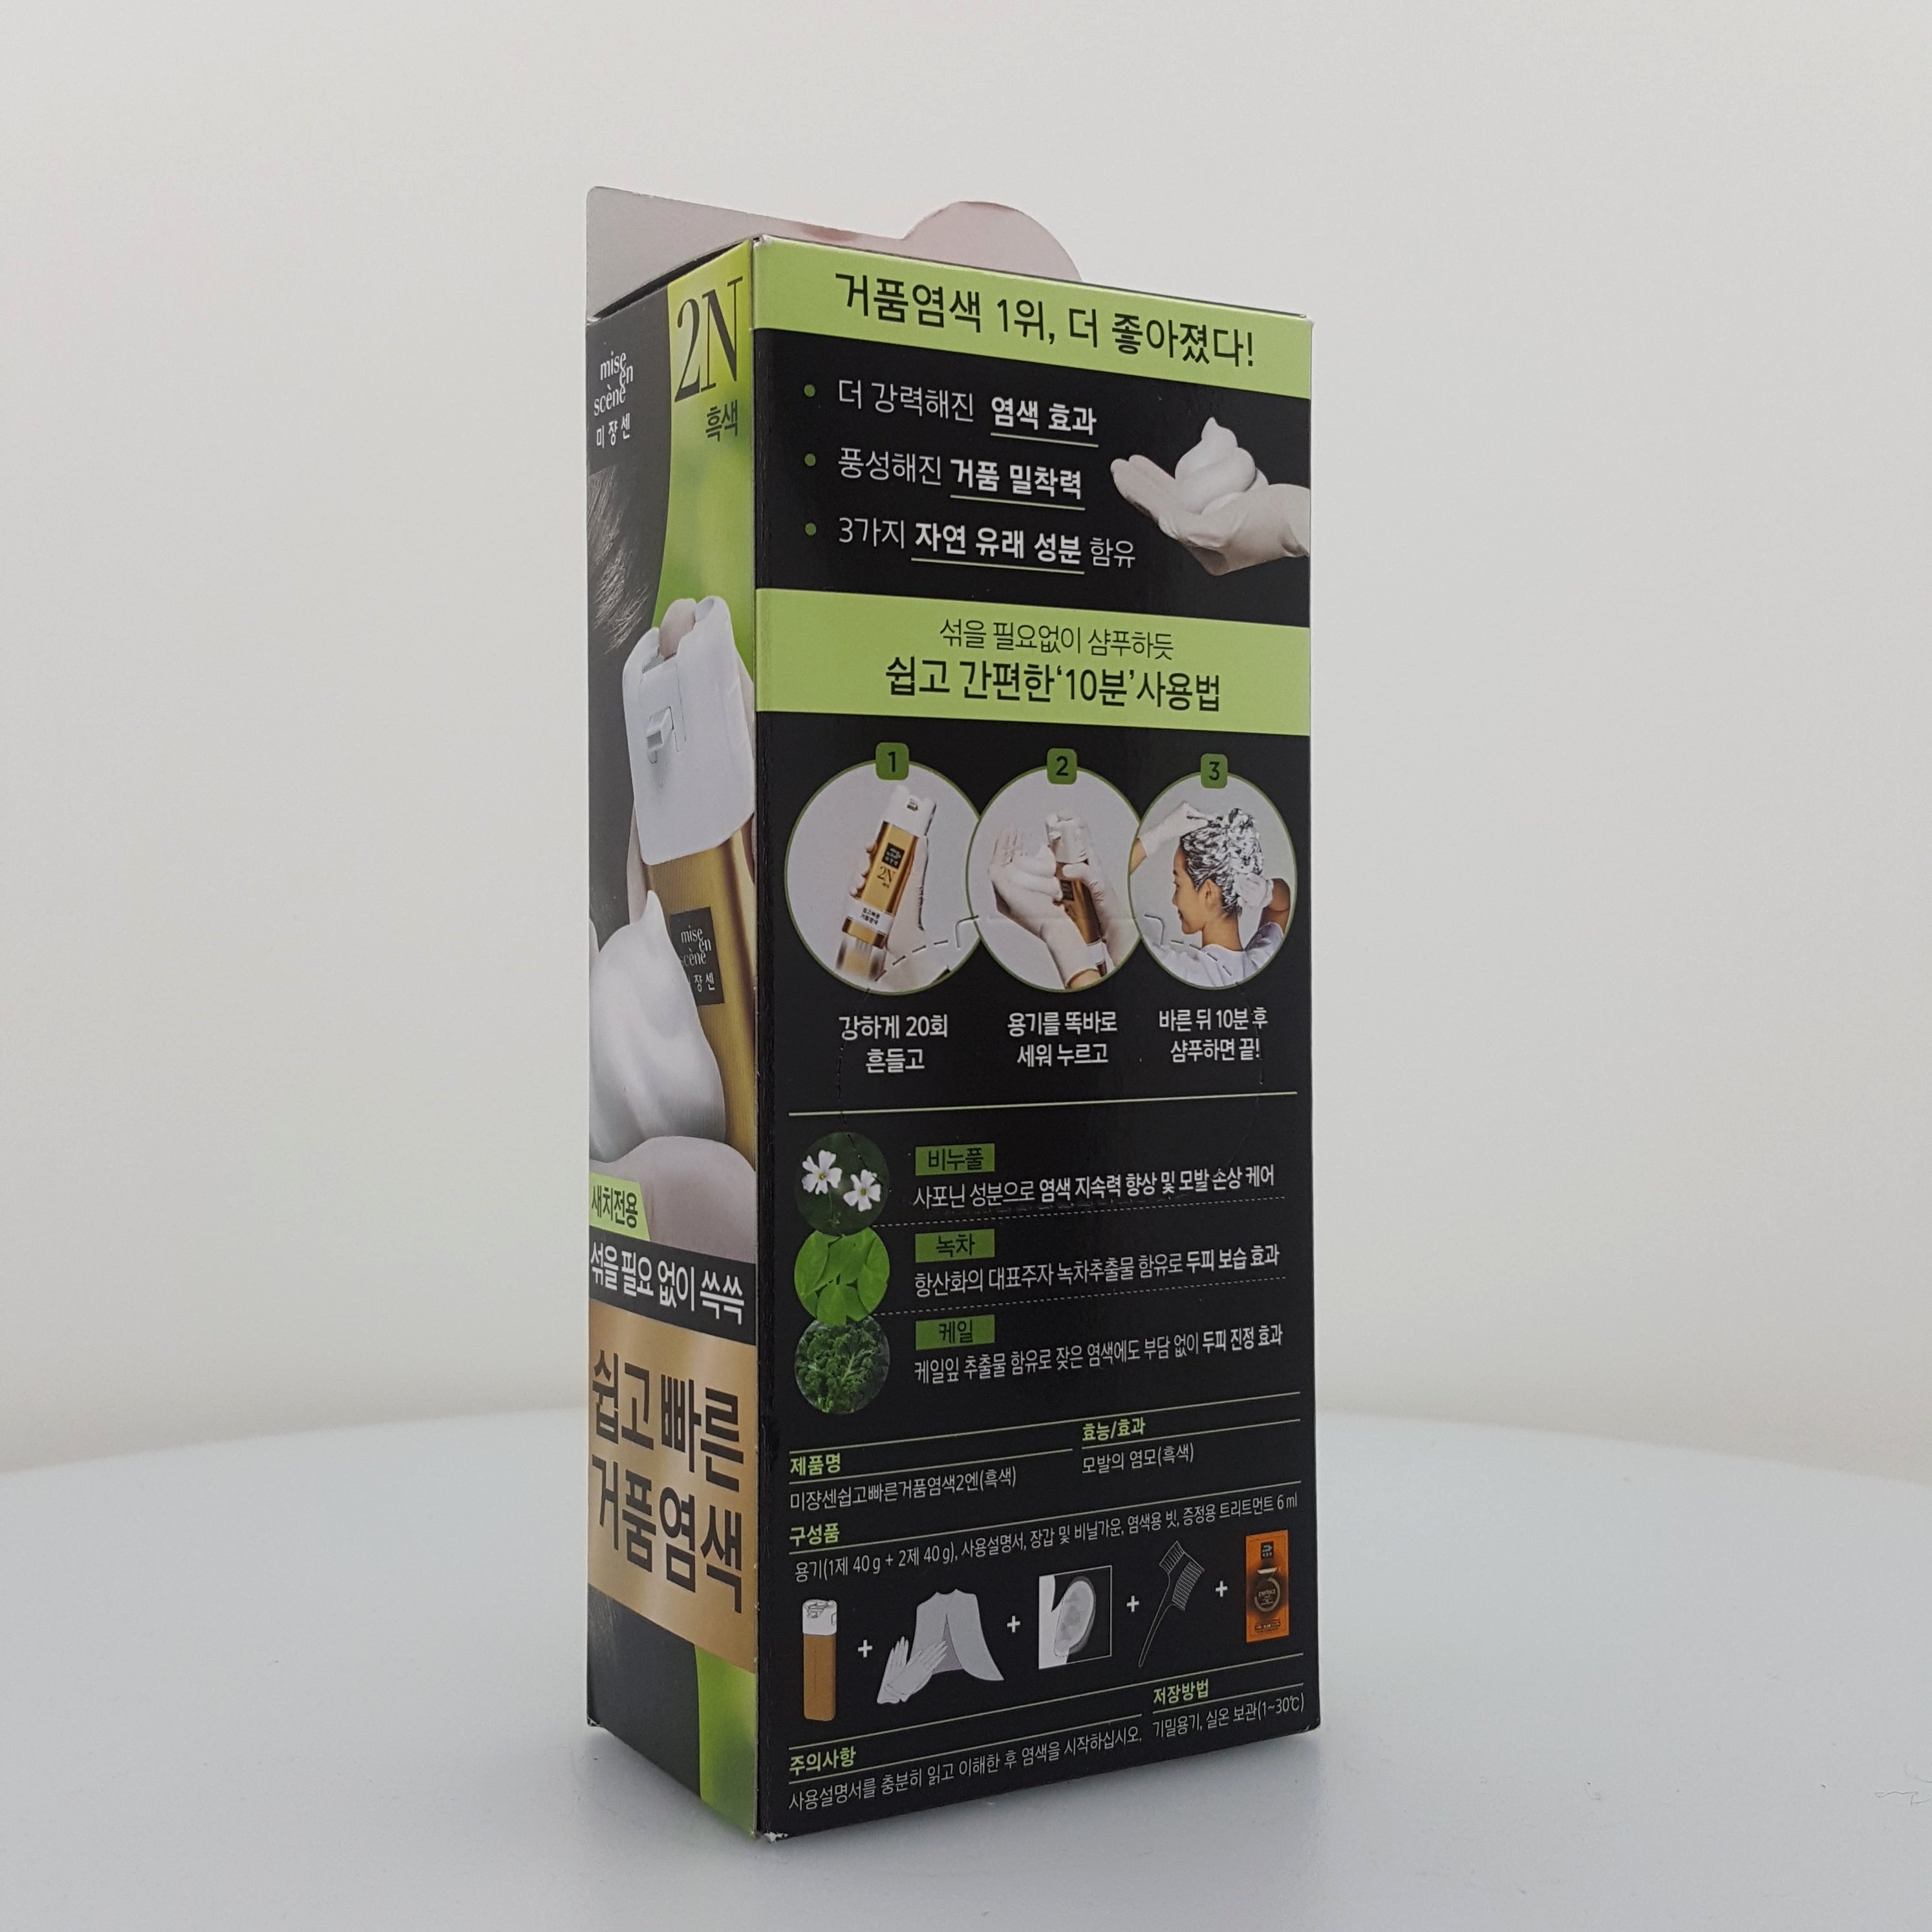 mise
en
scène
미쟝센
2N
흑색
mise
en
scène
쟝센
새치전용
섞을 필요 없이 쓱쓱
쉽고 빠른
거품염색
거품염색 1위, 더 좋아졌다!
• 더 강력해진 염색 효과
• 풍성해진 거품 밀착력
• 3가지 자연 유래 성분 함유
섞을 필요없이 샴푸하듯
쉽고 간편한 ‘10분’ 사용법
1
2
3
2N
강하게 20회
흔들고
용기를 똑바로
세워 누르고
바른 뒤 10분 후
샴푸하면 끝!
비누풀
사포닌 성분으로 염색 지속력 향상 및 모발 손상 케어
녹차
항산화의 대표주자 녹차추출물 함유로 두피 보습 효과
케일
케일잎 추출물 함유로 잦은 염색에도 부담 없이 두피 진정 효과
제품명
미쟝센쉽고빠른거품염색2엔(흑색)
효능/효과
모발의 염모(흑색)
구성품
용기(1제 40 g + 2제 40 g), 사용설명서, 장갑 및 비닐가운, 염색용 빗, 증정용 트리트먼트 6 ml
+ + + +
주의사항
사용설명서를 충분히 읽고 이해한 후 염색을 시작하십시오.
저장방법
기밀용기, 실온 보관(1~30℃)